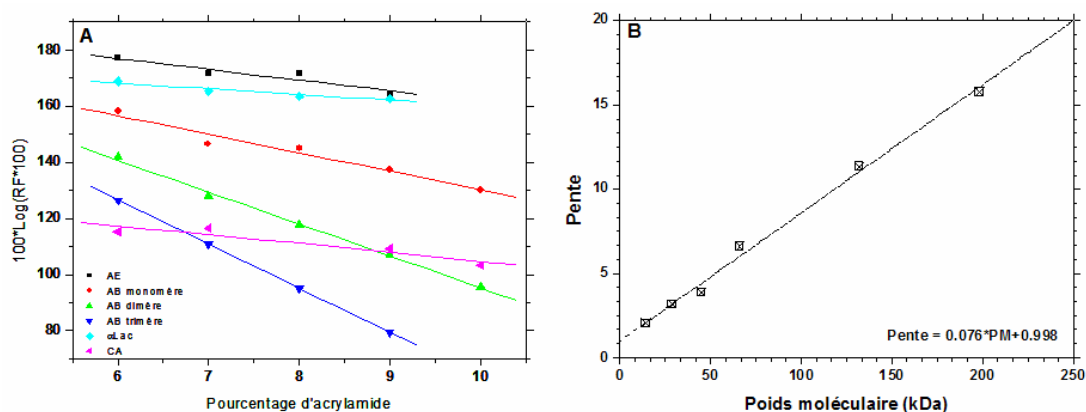 A
100*Log(RF*100)
180
160
140
120
100
80
6
7
8
9
10
Pourcentage d'acrylamide
AE
AB monomère
AB dimère
AB trimère
αLac
CA
B
Pente
20
15
10
5
0
0
50
100
150
200
250
Poids moléculaire (kDa)
Pente = 0.076*PM+0.998